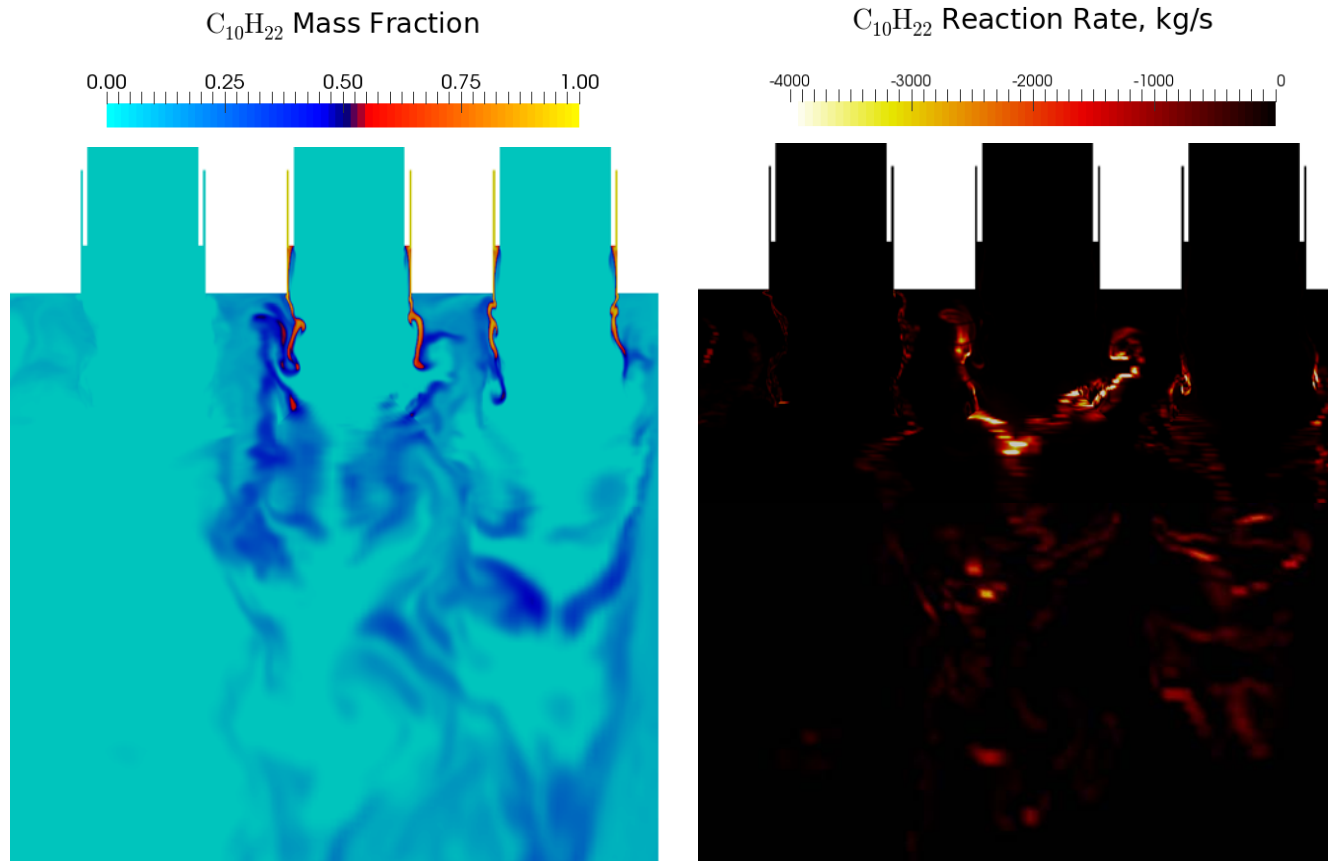 C₁₀H₂₂ Mass Fraction
0.00 0.25 0.50 0.75 1.00
C₁₀H₂₂ Reaction Rate, kg/s
-4000 -3000 -2000 -1000 0